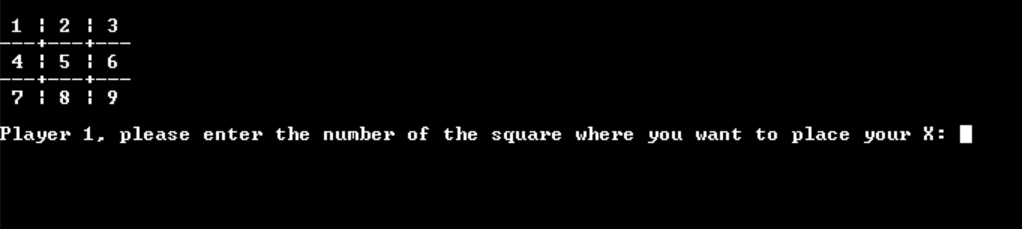 1 ¦ 2 ¦ 3
---+---+---
4 ¦ 5 ¦ 6
---+---+---
7 ¦ 8 ¦ 9
Player 1, please enter the number of the square where you want to place your X: